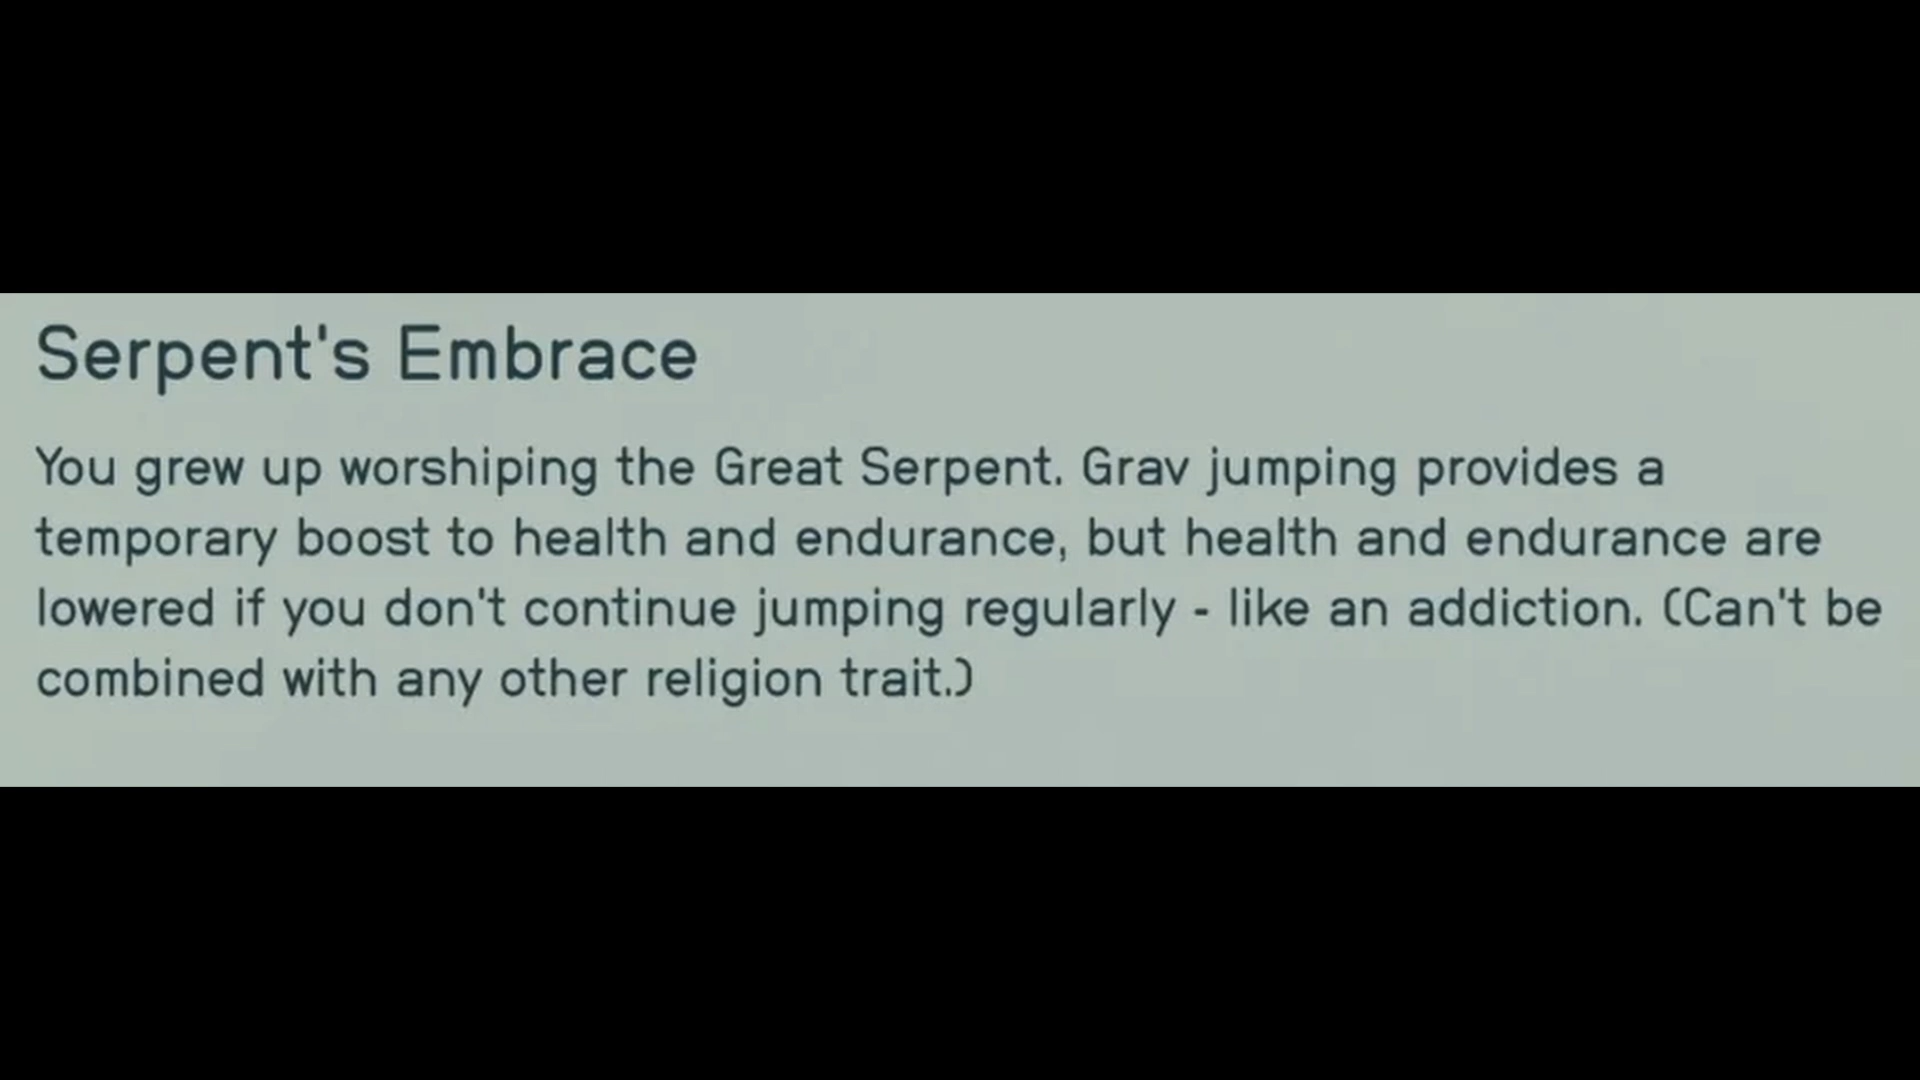 Serpent's Embrace
You grew up worshiping the Great Serpent. Grav jumping provides a
temporary boost to health and endurance, but health and endurance are
lowered if you don't continue jumping regularly - like an addiction. (Can't be
combined with any other religion trait.)